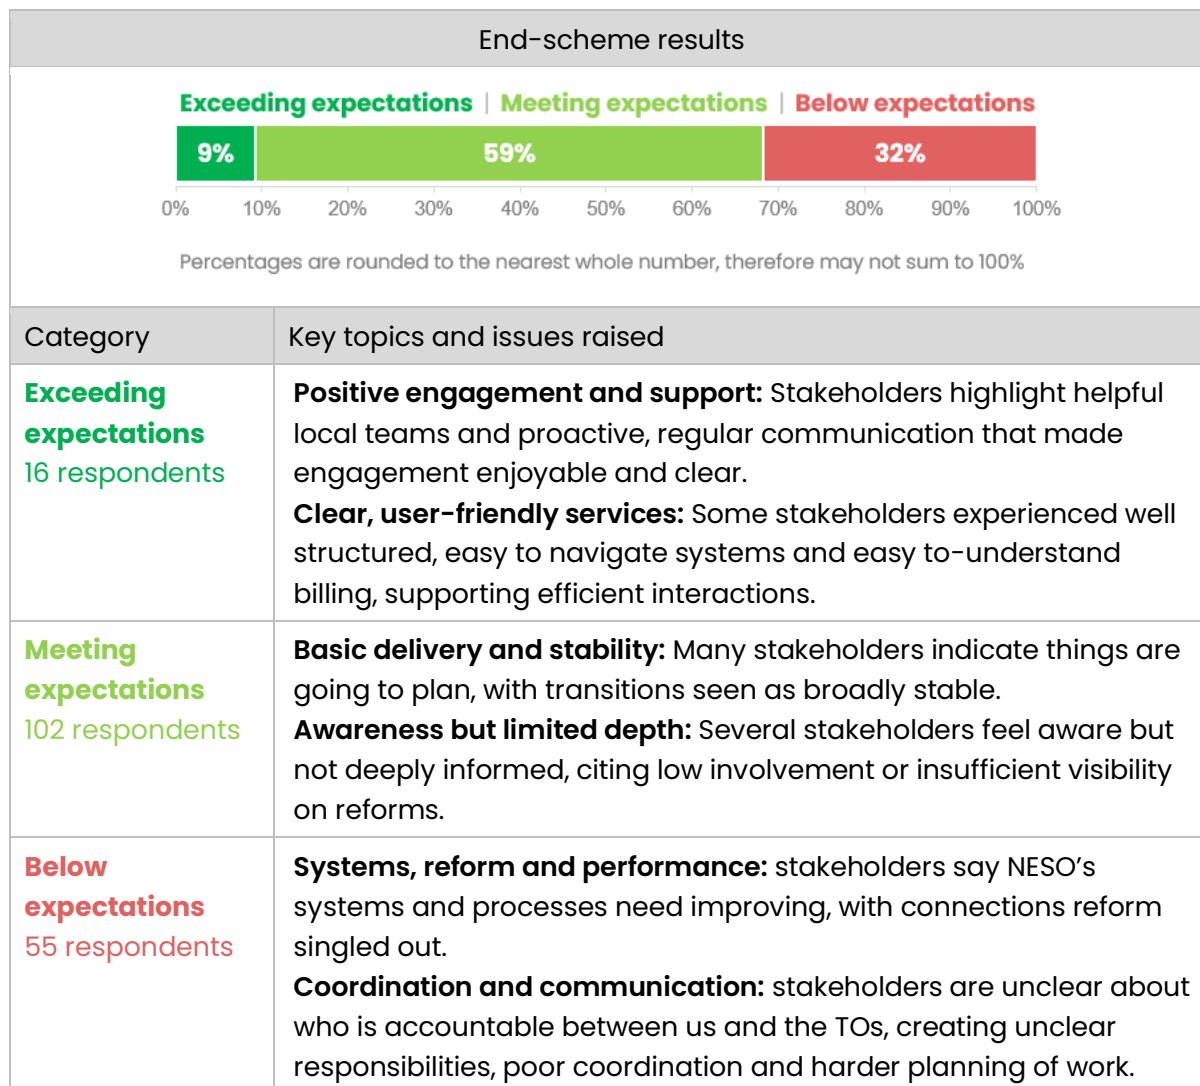 End-scheme results
Exceeding expectations | Meeting expectations | Below expectations
9% 59% 32%
0% 10% 20% 30% 40% 50% 60% 70% 80% 90% 100%
Percentages are rounded to the nearest whole number, therefore may not sum to 100%
Category Key topics and issues raised
Exceeding
expectations
16 respondents
Positive engagement and support: Stakeholders highlight helpful
local teams and proactive, regular communication that made
engagement enjoyable and clear.
Clear, user-friendly services: Some stakeholders experienced well
structured, easy to navigate systems and easy to-understand
billing, supporting efficient interactions.
Meeting
expectations
102 respondents
Basic delivery and stability: Many stakeholders indicate things are
going to plan, with transitions seen as broadly stable.
Awareness but limited depth: Several stakeholders feel aware but
not deeply informed, citing low involvement or insufficient visibility
on reforms.
Below
expectations
55 respondents
Systems, reform and performance: stakeholders say NESO’s
systems and processes need improving, with connections reform
singled out.
Coordination and communication: stakeholders are unclear about
who is accountable between us and the TOs, creating unclear
responsibilities, poor coordination and harder planning of work.